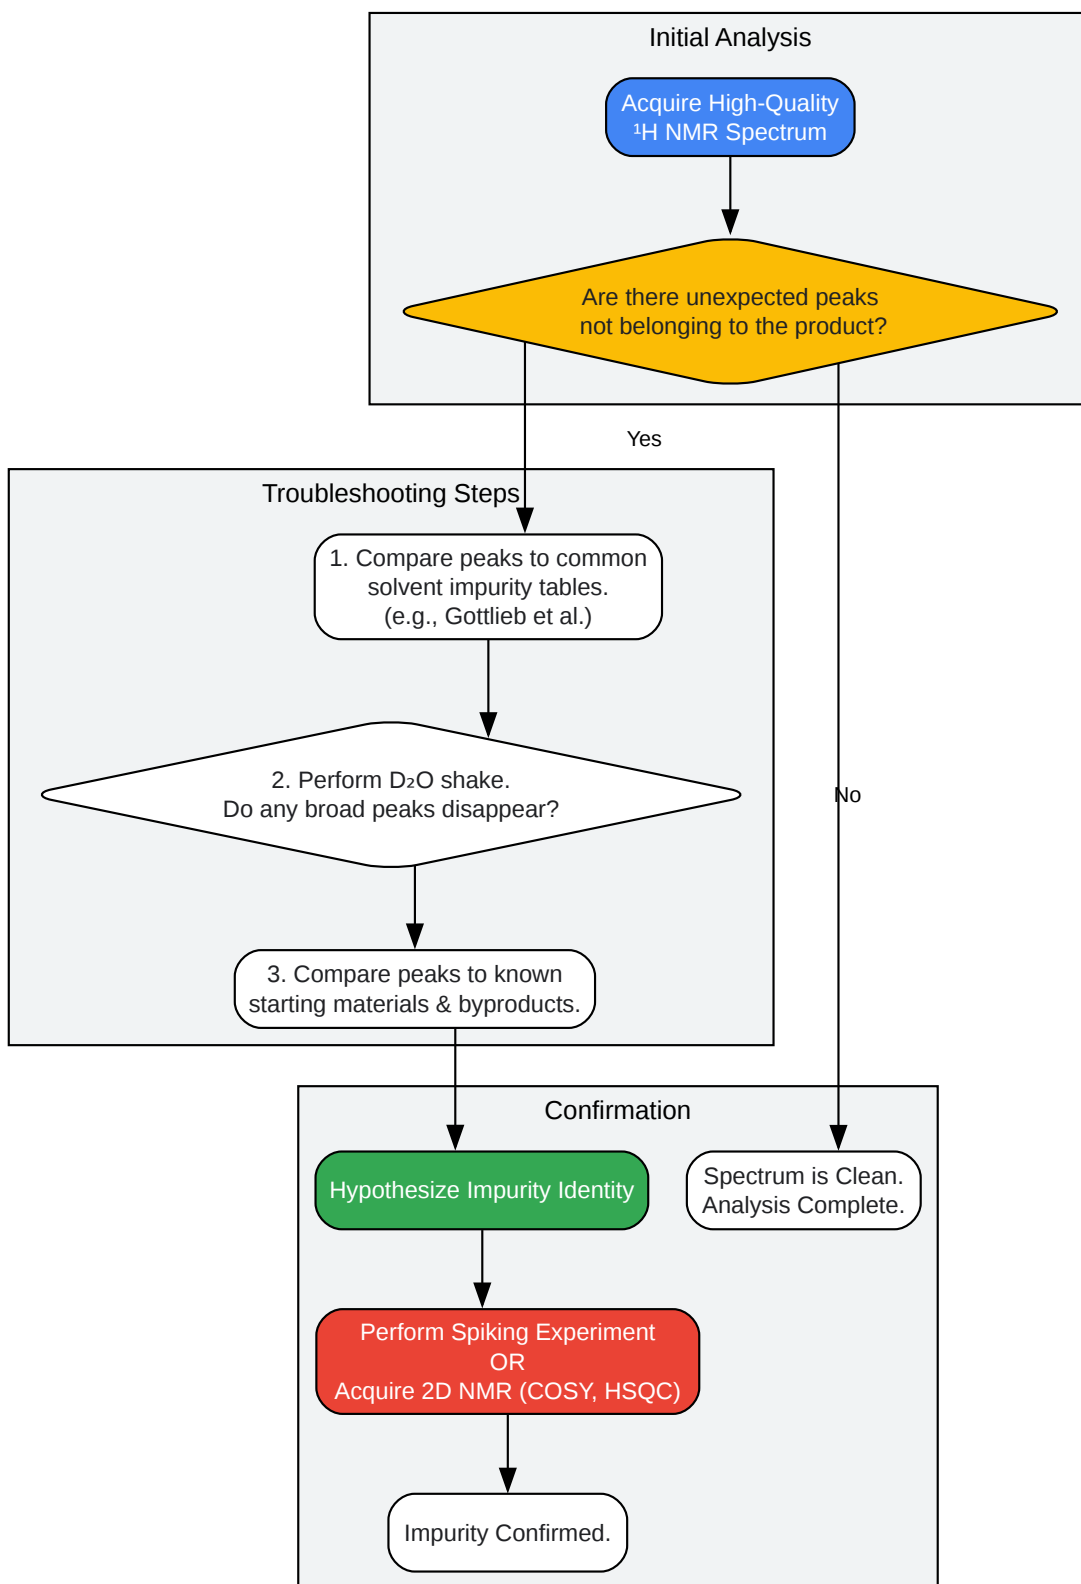 Initial Analysis
Acquire High-Quality
¹H NMR Spectrum
Are there unexpected peaks
not belonging to the product?
Yes
Troubleshooting Steps
1. Compare peaks to common
solvent impurity tables.
(e.g., Gottlieb et al.)
2. Perform D₂O shake.
Do any broad peaks disappear?
No
3. Compare peaks to known
starting materials & byproducts.
Confirmation
Hypothesize Impurity Identity
Spectrum is Clean.
Analysis Complete.
Perform Spiking Experiment
OR
Acquire 2D NMR (COSY, HSQC)
Impurity Confirmed.